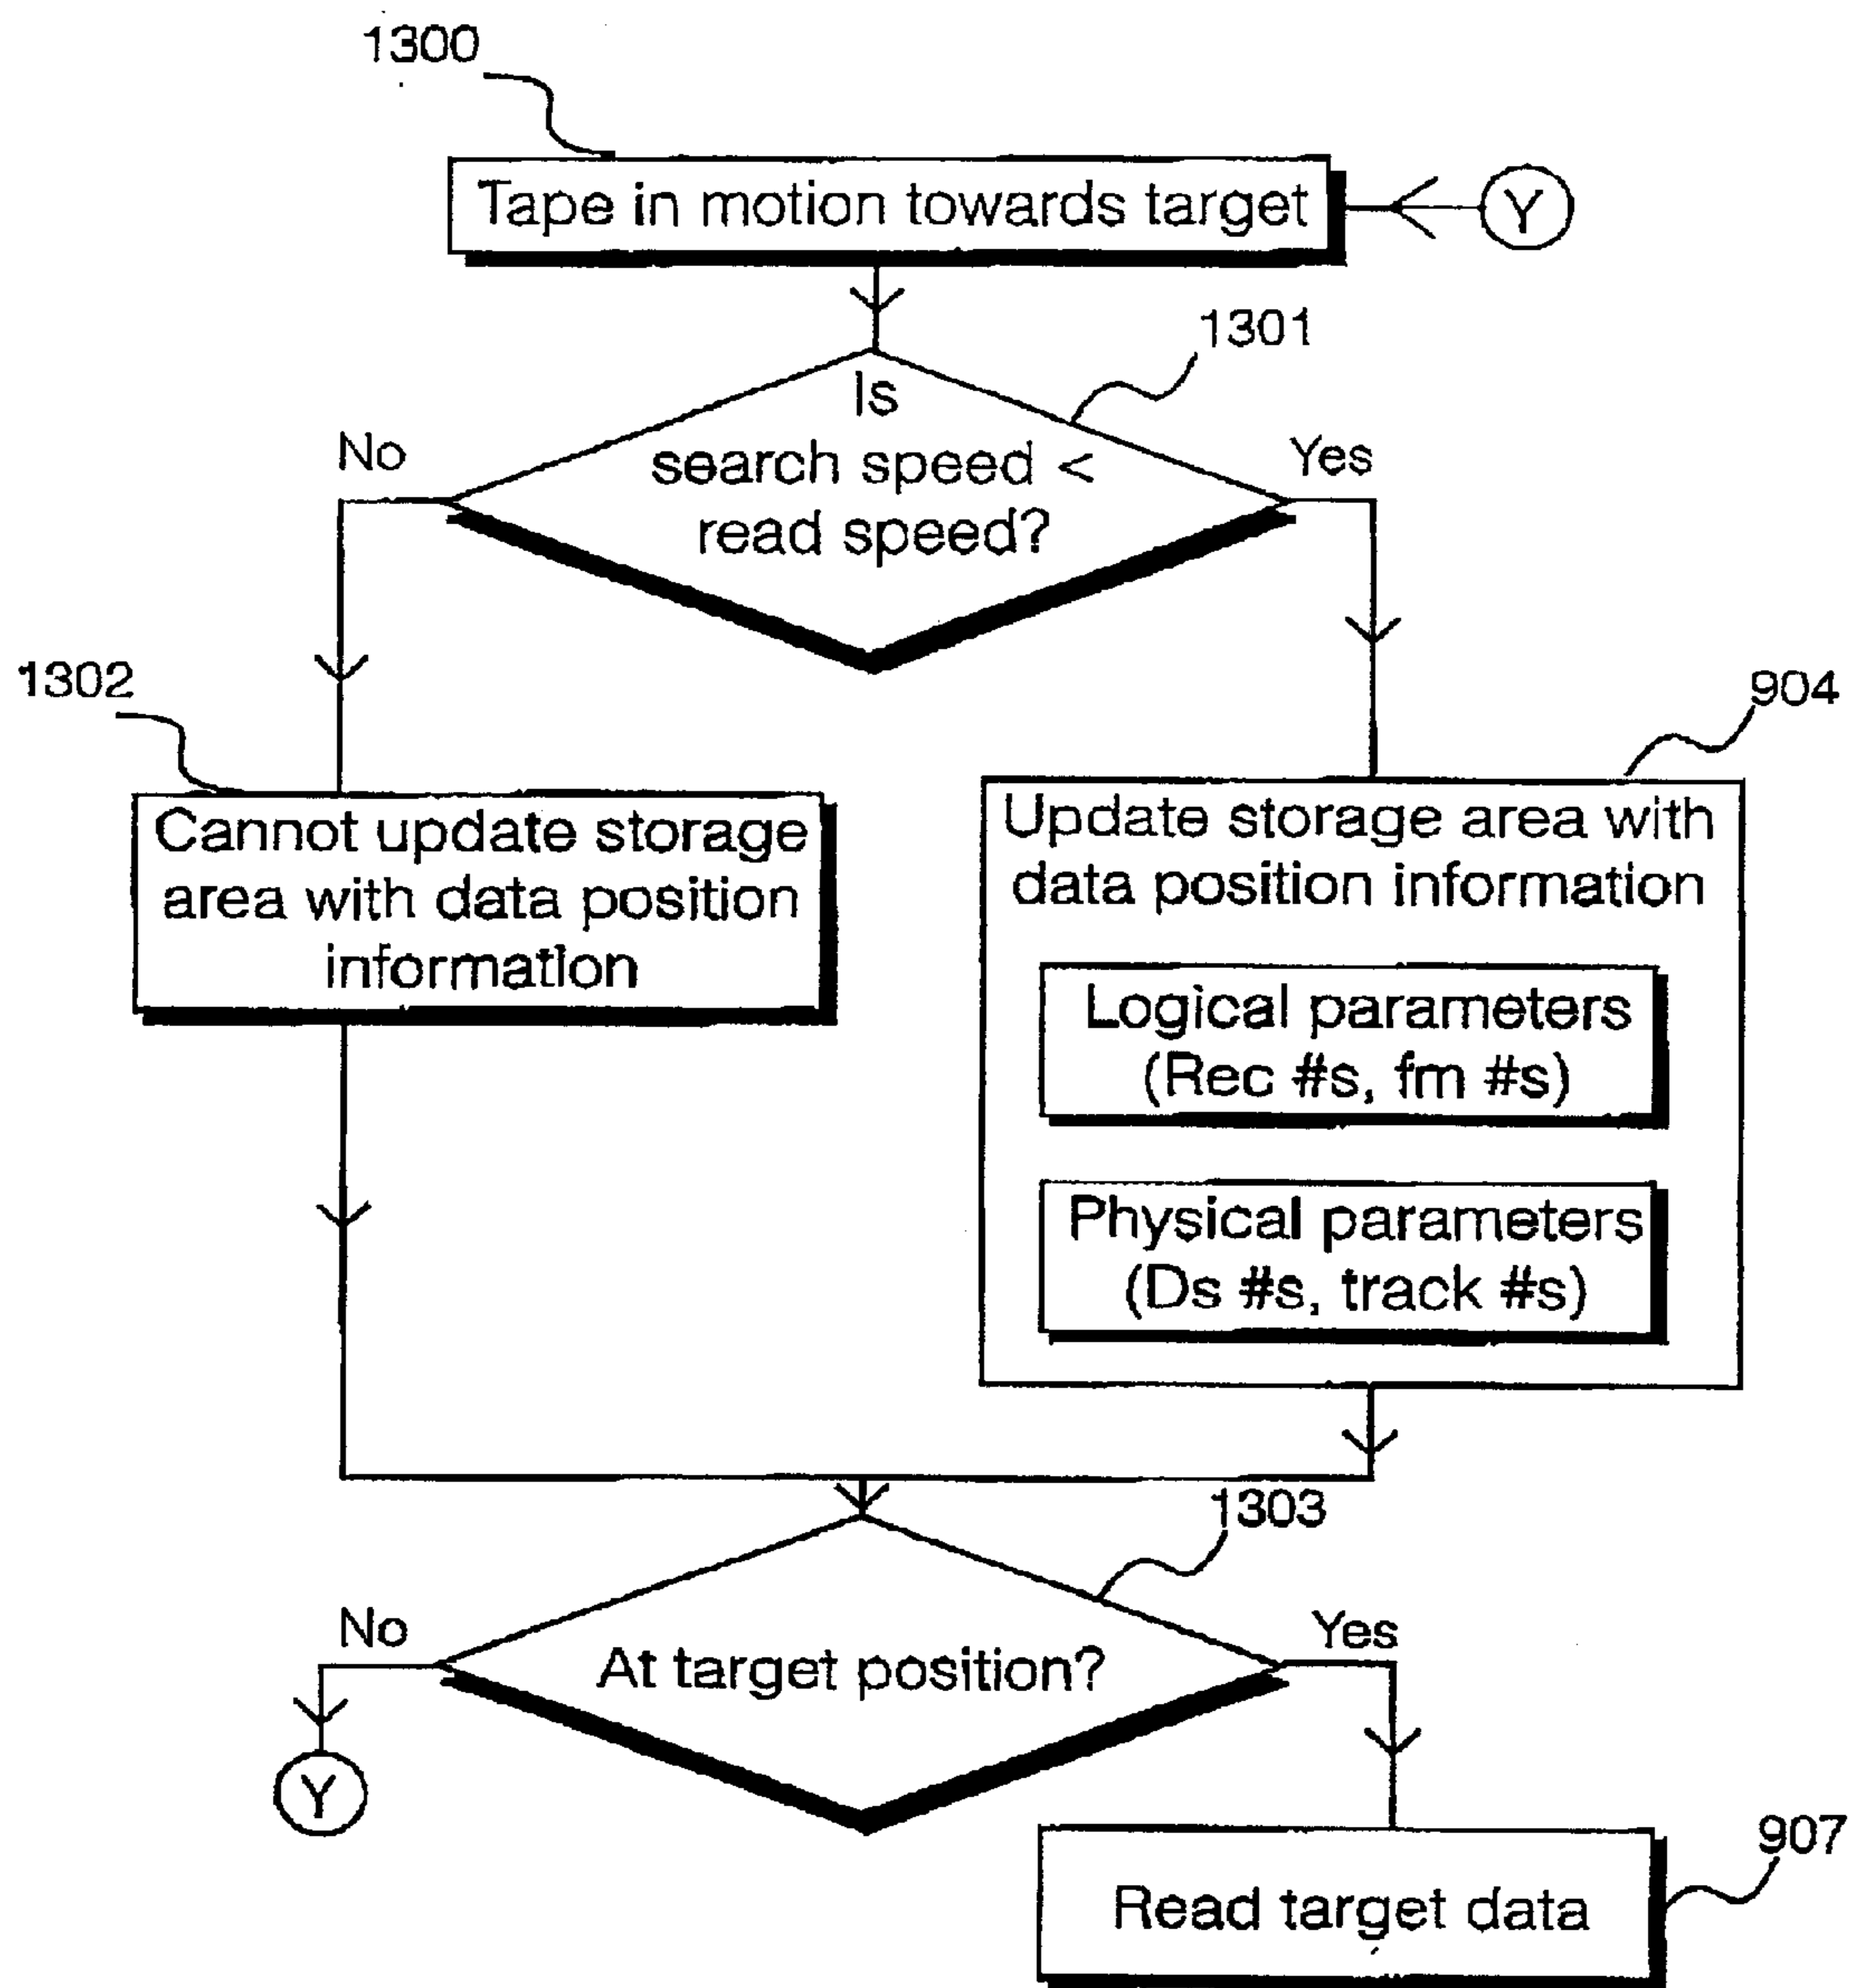 1300
Tape in motion towards target
Y
1301
Is
search speed <
read speed?
No
Yes
1302
904
Cannot update storage
area with data position
information
Update storage area with
data position information
Logical parameters
(Rec #s, fm #s)
Physical parameters
(Ds #s, track #s)
1303
No
Yes
At target position?
Y
907
Read target data